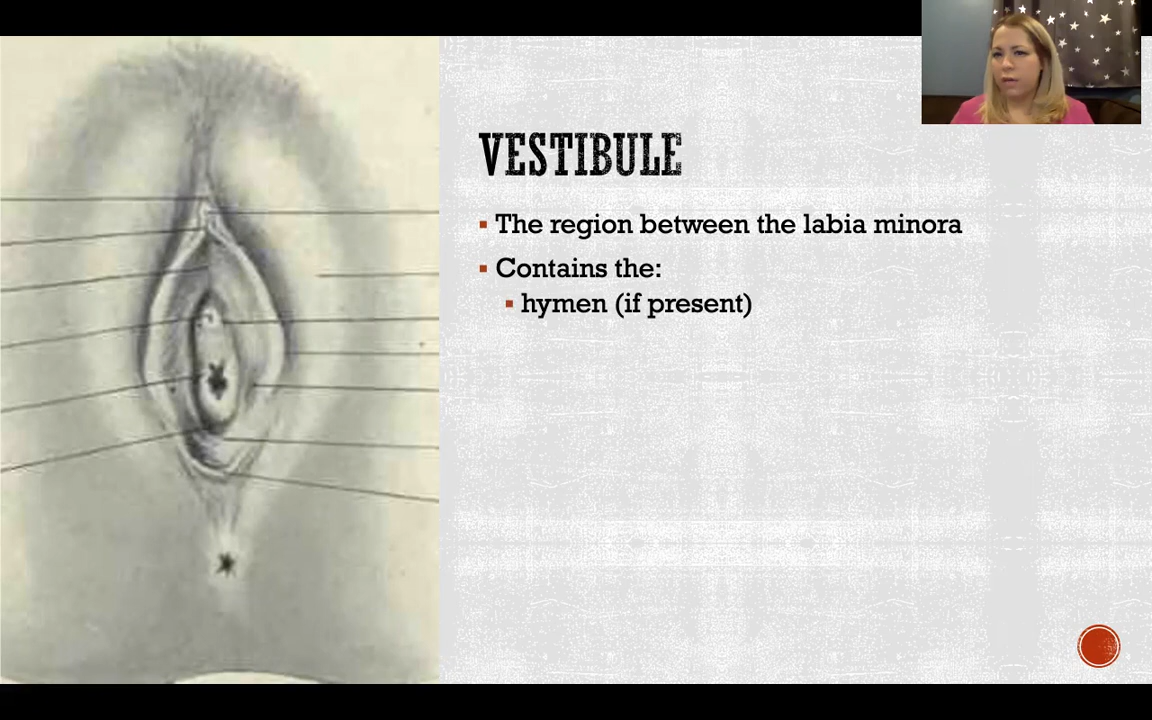 VESTIBULE
▪ The region between the labia minora
▪ Contains the:
▪ hymen (if present)